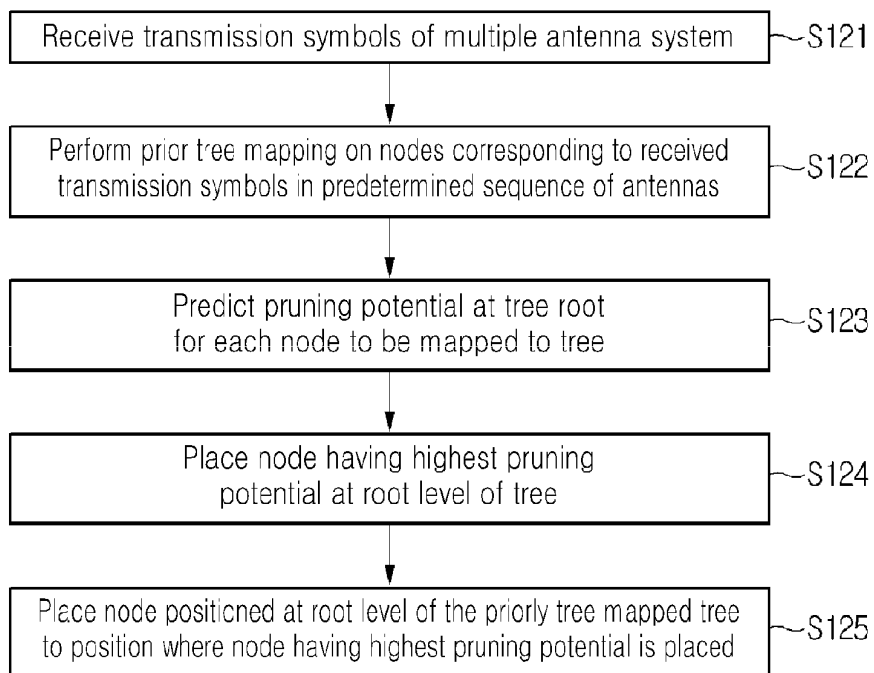 Receive transmission symbols of multiple antenna system
S121
Perform prior tree mapping on nodes corresponding to received
transmission symbols in predetermined sequence of antennas
S122
Predict pruning potential at tree root
for each node to be mapped to tree
S123
Place node having highest pruning
potential at root level of tree
S124
Place node positioned at root level of the priorly tree mapped tree
to position where node having highest pruning potential is placed
S125